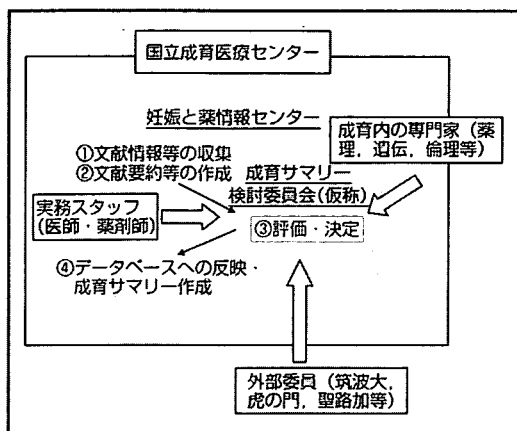 国立成育医療センター
妊娠と薬情報センター
成育内の専門家（薬
理，遺伝，倫理等）
①文献情報等の収集
②文献要約等の作成
成育サマリー
検討委員会（仮称）
実務スタッフ
（医師・薬剤師）
③評価・決定
④データベースへの反映・
成育サマリー作成
外部委員（筑波大，
虎の門，聖路加等）